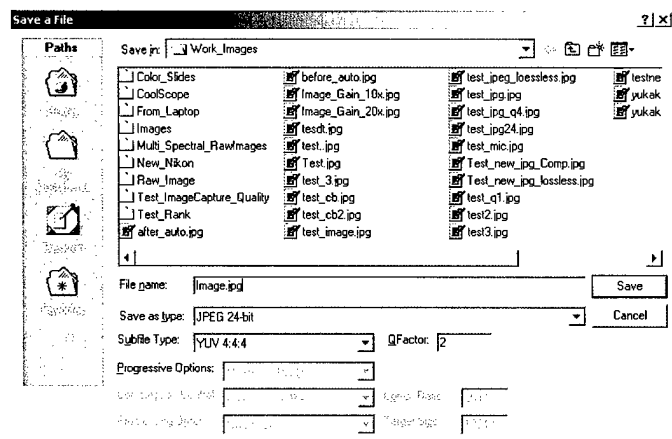 Save a File
Paths
Save in: Work_Images
Color_Slides
CoolScope
From_Laptop
Images
Multi_Spectral_RawImages
New_Nikon
Raw_Image
Test_ImageCapture_Quality
Test_Rank
after_auto.jpg
before_auto.jpg
Image_Gain_10x.jpg
Image_Gain_20x.jpg
tesdt.jpg
test..jpg
Test.jpg
test_3.jpg
test_cb.jpg
test_cb2.jpg
test_image.jpg
test_jpeg_loessless.jpg
test_jpg.jpg
test_jpg_q4.jpg
test_jpg24.jpg
test_mic.jpg
Test_new_jpg_Comp.jpg
Test_new_jpg_lossless.jpg
test_q1.jpg
test2.jpg
test3.jpg
testne
yukak
yukak
File name: Image.jpg
Save
Save as type: JPEG 24-bit
Cancel
Subfile Type: YUV 4:4:4
QFactor: 2
Progressive Options: